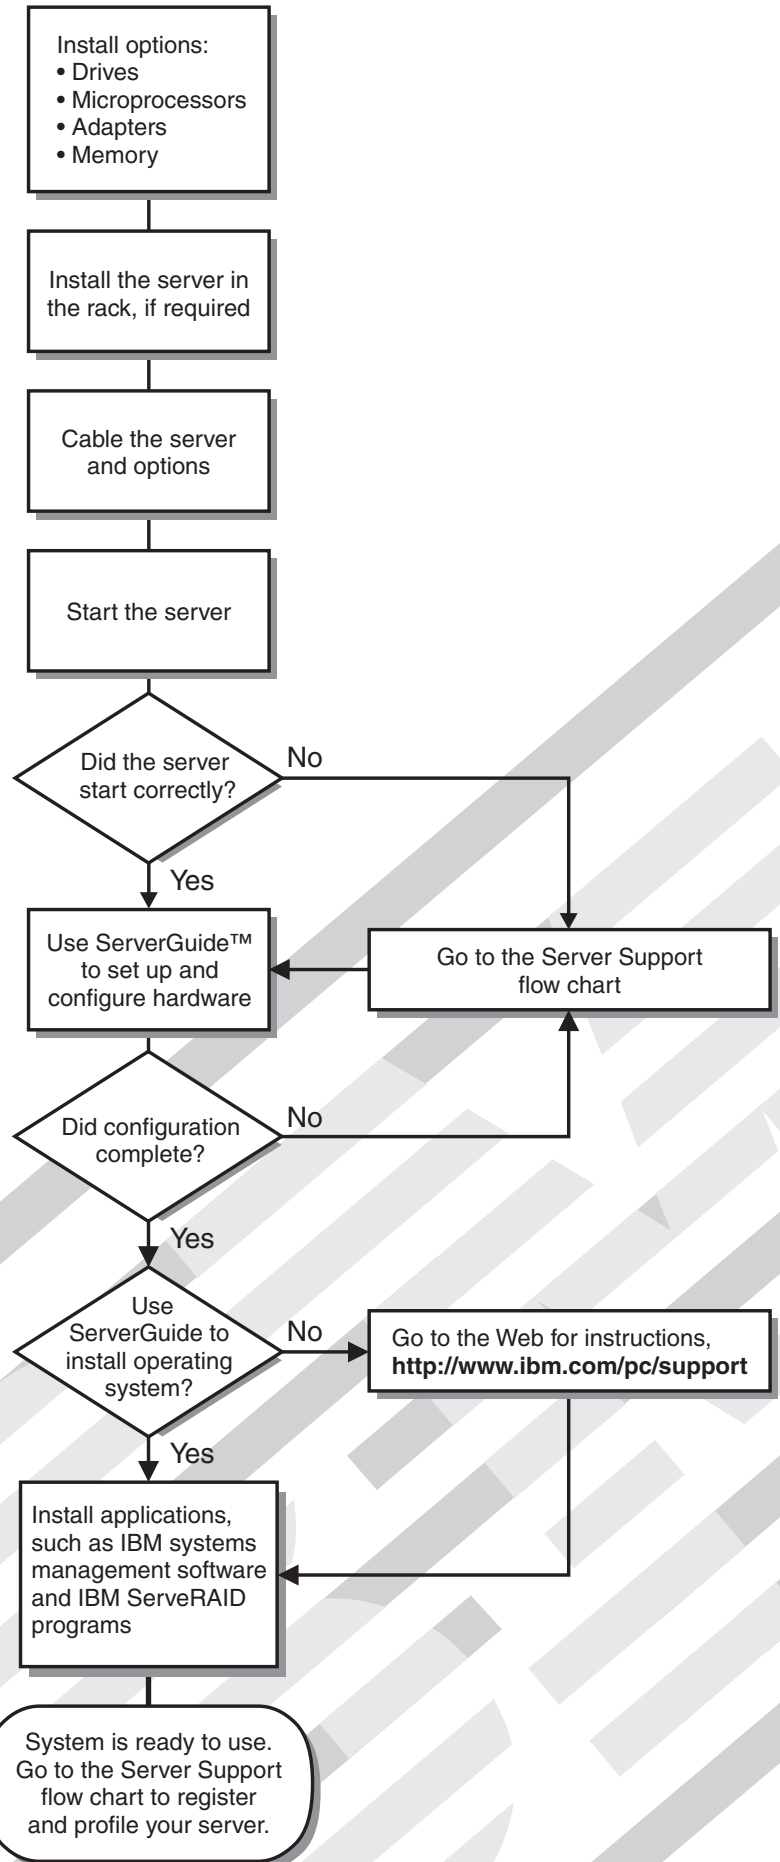 Install options:
• Drives
• Microprocessors
• Adapters
• Memory
Install the server in
the rack, if required
Cable the server
and options
Start the server
Did the server
start correctly?
No
Yes
Use ServerGuide™
to set up and
configure hardware
Go to the Server Support
flow chart
Did configuration
complete?
No
Yes
Use
ServerGuide to
install operating
system?
No
Go to the Web for instructions,
http://www.ibm.com/pc/support
Yes
Install applications,
such as IBM systems
management software
and IBM ServeRAID
programs
System is ready to use.
Go to the Server Support
flow chart to register
and profile your server.